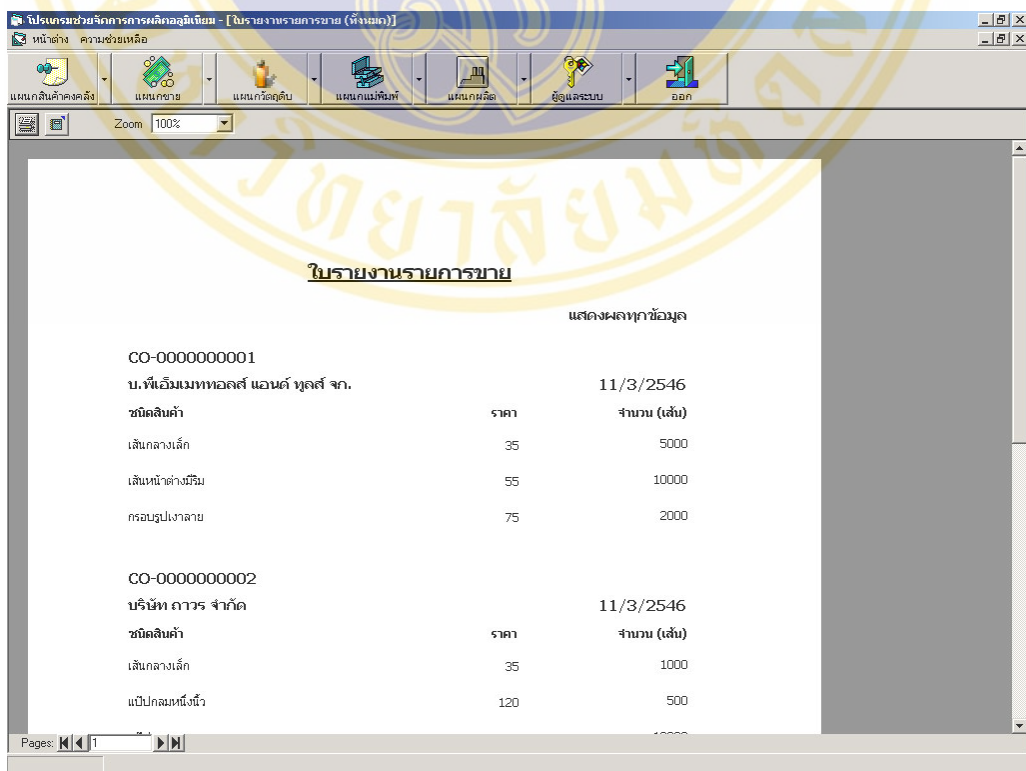 โปรแกรมช่วยจัดการการผลิตอลูมิเนียม - [ใบรายงานรายการขาย (ทั้งหมด)]
หน้าต่าง ความช่วยเหลือ
แผนกสินค้าคงคลัง แผนกขาย แผนกวัตถุดิบ แผนกแม่พิมพ์ แผนกผลิต ผู้ดูแลระบบ ออก
Zoom 100%
ใบรายงานรายการขาย
แสดงผลทุกข้อมูล
CO-0000000001
บ.พีเอ็มเมททอลส์ แอนด์ ทูลส์ จก. 11/3/2546
ชนิดสินค้า ราคา จำนวน (เส้น)
เส้นกลางเล็ก 35 5000
เส้นหน้าต่างมีริม 55 10000
กรอบรูปเงาลาย 75 2000
CO-0000000002
บริษัท ถาวร จำกัด 11/3/2546
ชนิดสินค้า ราคา จำนวน (เส้น)
เส้นกลางเล็ก 35 1000
แป๊ปกลมหนึ่งนิ้ว 120 500
Pages: 1